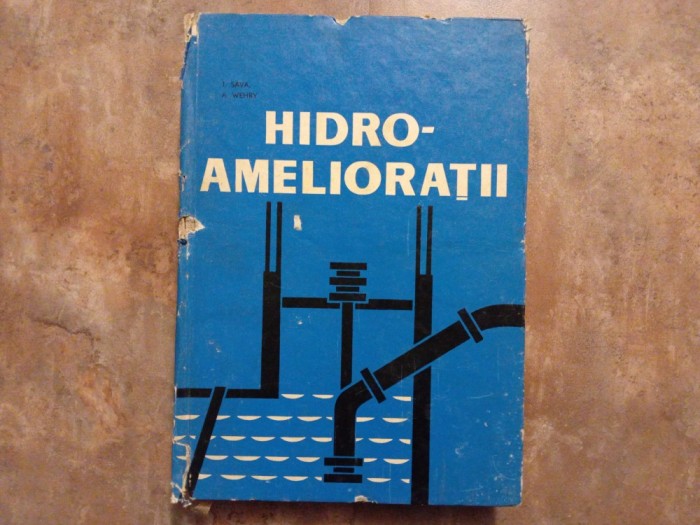 I. SAVA,
A. WEHRY
HIDRO-
AMELIORAȚII